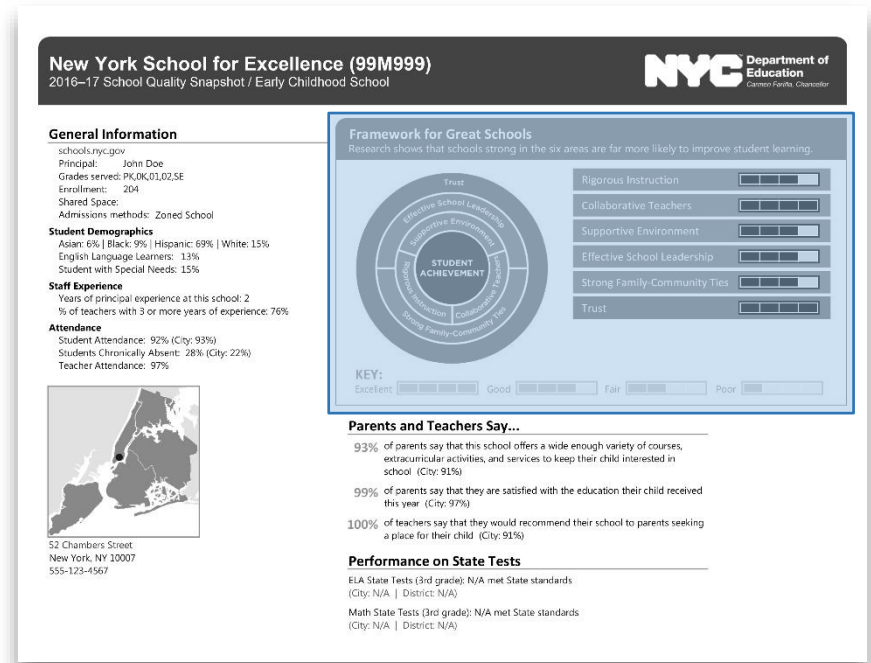 New York School for Excellence (99M999)
2016–17 School Quality Snapshot / Early Childhood School
NYC
Department of
Education
Carmen Fariña, Chancellor
General Information
schools.nyc.gov
Principal: John Doe
Grades served: PK,0K,01,02,SE
Enrollment: 204
Shared Space:
Admissions methods: Zoned School
Student Demographics
Asian: 6% | Black: 9% | Hispanic: 69% | White: 15%
English Language Learners: 13%
Student with Special Needs: 15%
Staff Experience
Years of principal experience at this school: 2
% of teachers with 3 or more years of experience: 76%
Attendance
Student Attendance: 92% (City: 93%)
Students Chronically Absent: 28% (City: 22%)
Teacher Attendance: 97%
52 Chambers Street
New York, NY 10007
555-123-4567
Framework for Great Schools
Research shows that schools strong in the six areas are far more likely to improve student learning.
Trust
Effective School Leadership
Supportive Environment
STUDENT
ACHIEVEMENT
Rigorous Instruction
Collaborative Teachers
Strong Family-Community Ties
Rigorous Instruction
Collaborative Teachers
Supportive Environment
Effective School Leadership
Strong Family-Community Ties
Trust
KEY:
Excellent Good Fair Poor
Parents and Teachers Say...
93% of parents say that this school offers a wide enough variety of courses,
extracurricular activities, and services to keep their child interested in
school (City: 91%)
99% of parents say that they are satisfied with the education their child received
this year (City: 97%)
100% of teachers say that they would recommend their school to parents seeking
a place for their child (City: 91%)
Performance on State Tests
ELA State Tests (3rd grade): N/A met State standards
(City: N/A | District: N/A)
Math State Tests (3rd grade): N/A met State standards
(City: N/A | District: N/A)